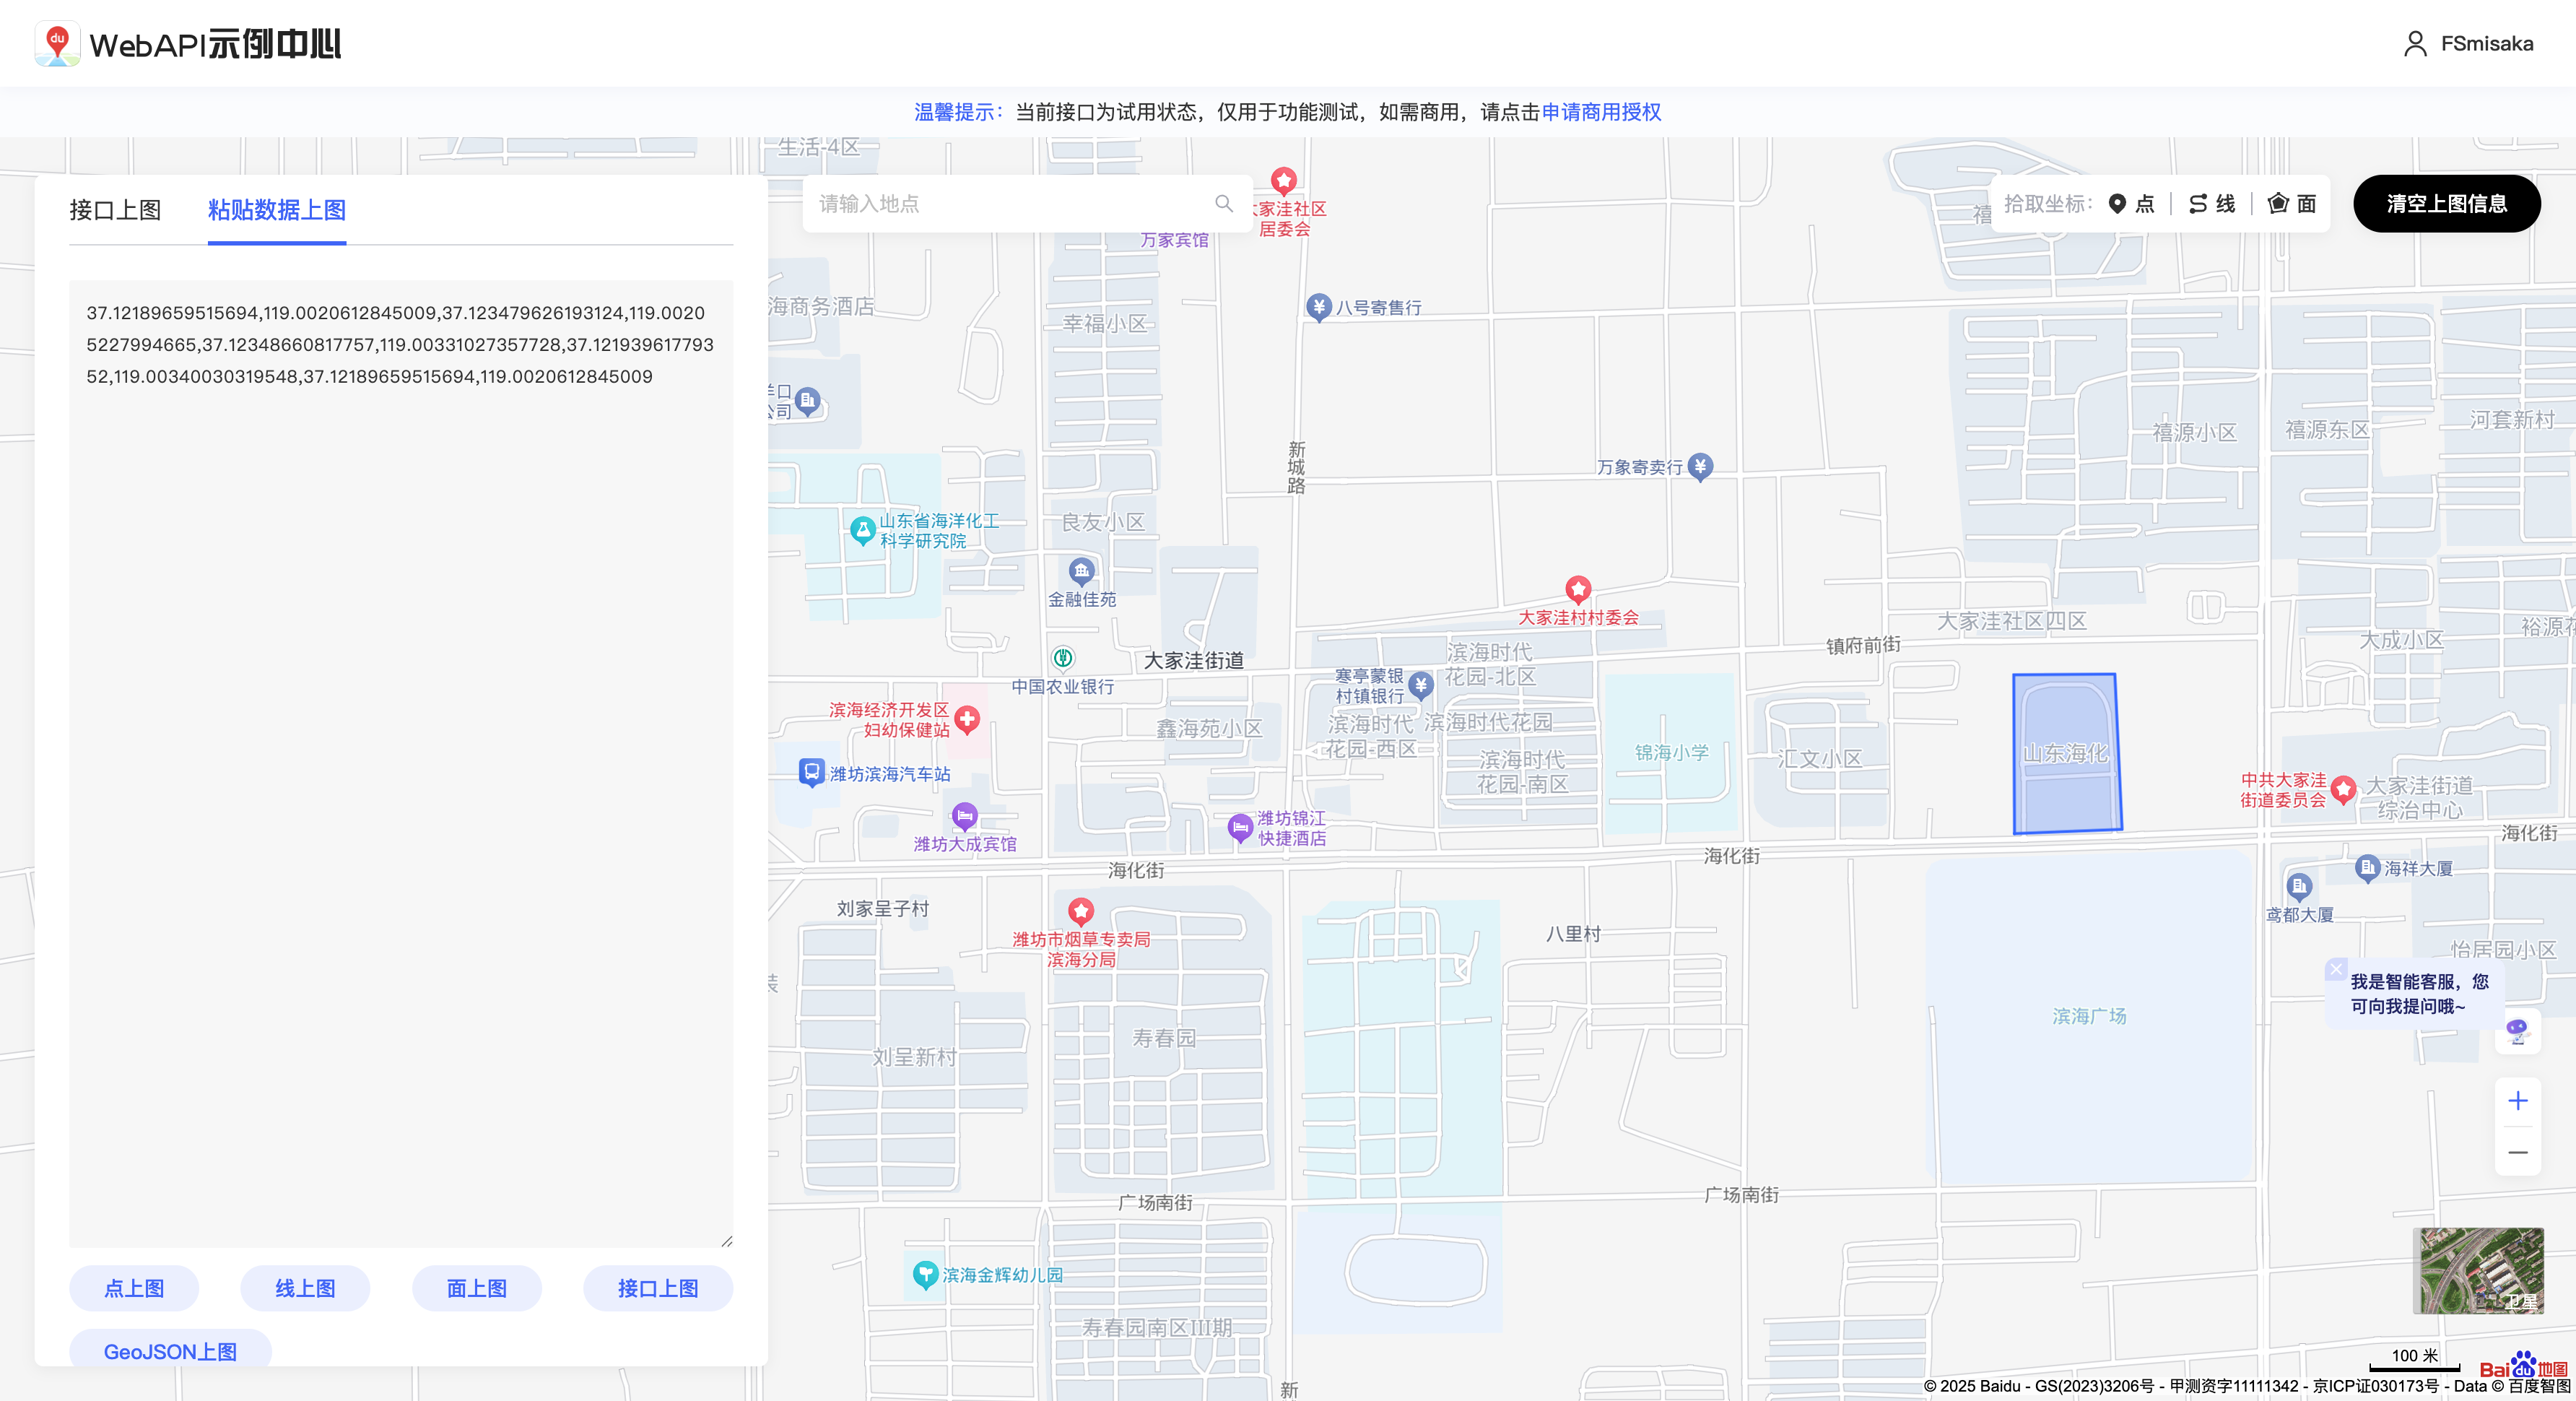 WebAPI示例中心
FSmisaka
温馨提示：当前接口为试用状态，仅用于功能测试，如需商用，请点击申请商用授权
接口上图
粘贴数据上图
请输入地点
拾取坐标：
点
线
面
清空上图信息
37.12189659515694,119.0020612845009,37.123479626193124,119.0020
5227994665,37.12348660817757,119.00331027357728,37.121939617793
52,119.00340030319548,37.12189659515694,119.0020612845009
点上图
线上图
面上图
接口上图
GeoJSON上图
生活-4区
万家宾馆
大家洼社区
居委会
海商务酒店
幸福小区
八号寄售行
公司
新城路
万象寄卖行
禧源小区
禧源东区
河套新村
山东省海洋化工
科学研究院
良友小区
金融佳苑
大家洼村村委会
大家洼社区四区
大成小区
中国农业银行
大家洼街道
镇府前街
滨海时代
花园-北区
寒亭蒙银
村镇银行
滨海经济开发区
妇幼保健站
鑫海苑小区
滨海时代
花园-西区
滨海时代花园
滨海时代
花园-南区
锦海小学
汇文小区
山东海化
潍坊滨海汽车站
中共大家洼
街道委员会
大家洼街道
综治中心
潍坊大成宾馆
潍坊锦江
快捷酒店
海化街
海化街
海化街
海祥大厦
鸢都大厦
刘家呈子村
潍坊市烟草专卖局
滨海分局
八里村
怡居园小区
我是智能客服，您
可向我提问哦~
滨海广场
寿春园
刘呈新村
广场南街
广场南街
滨海金辉幼儿园
寿春园南区III期
新
卫星
100 米
Baidu地图
© 2025 Baidu - GS(2023)3206号 - 甲测资字11111342 - 京ICP证030173号 - Data © 百度智图